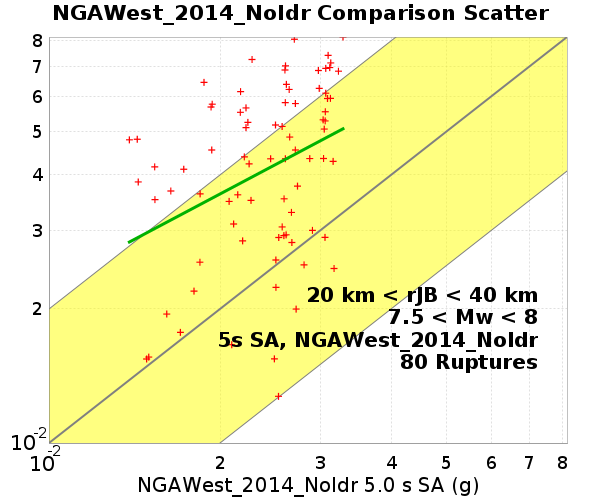 NGAWest_2014_NoIdr Comparison Scatter
8
7
6
5
4
3
2
10-2
20 km < rJB < 40 km
7.5 < Mw < 8
5s SA, NGAWest_2014_NoIdr
80 Ruptures
10-2 2 3 4 5 6 7 8
NGAWest_2014_NoIdr 5.0 s SA (g)